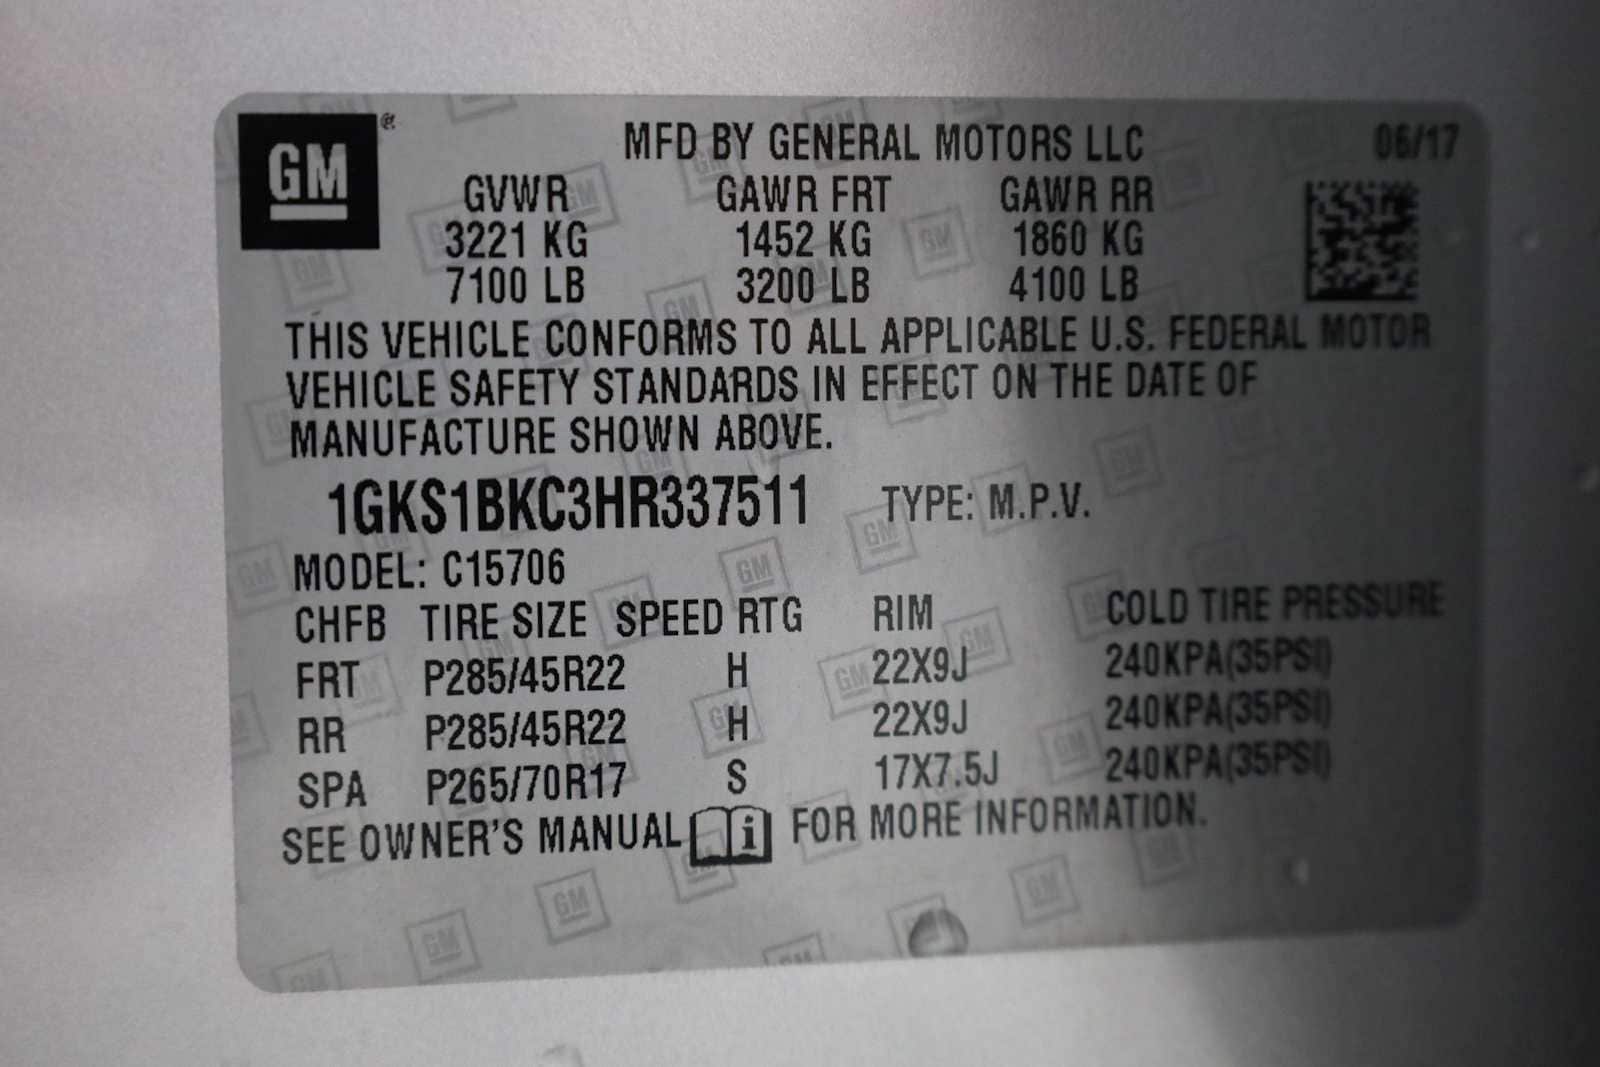 GM
MFD BY GENERAL MOTORS LLC 06/17
GVWR GAWR FRT GAWR RR
3221 KG 1452 KG 1860 KG
7100 LB 3200 LB 4100 LB
THIS VEHICLE CONFORMS TO ALL APPLICABLE U.S. FEDERAL MOTOR
VEHICLE SAFETY STANDARDS IN EFFECT ON THE DATE OF
MANUFACTURE SHOWN ABOVE.
1GKS1BKC3HR337511 TYPE: M.P.V.
MODEL: C15706
CHFB TIRE SIZE SPEED RTG RIM COLD TIRE PRESSURE
FRT P285/45R22 H 22X9J 240KPA(35PSI)
RR P285/45R22 H 22X9J 240KPA(35PSI)
SPA P265/70R17 S 17X7.5J 240KPA(35PSI)
SEE OWNER'S MANUAL i FOR MORE INFORMATION.